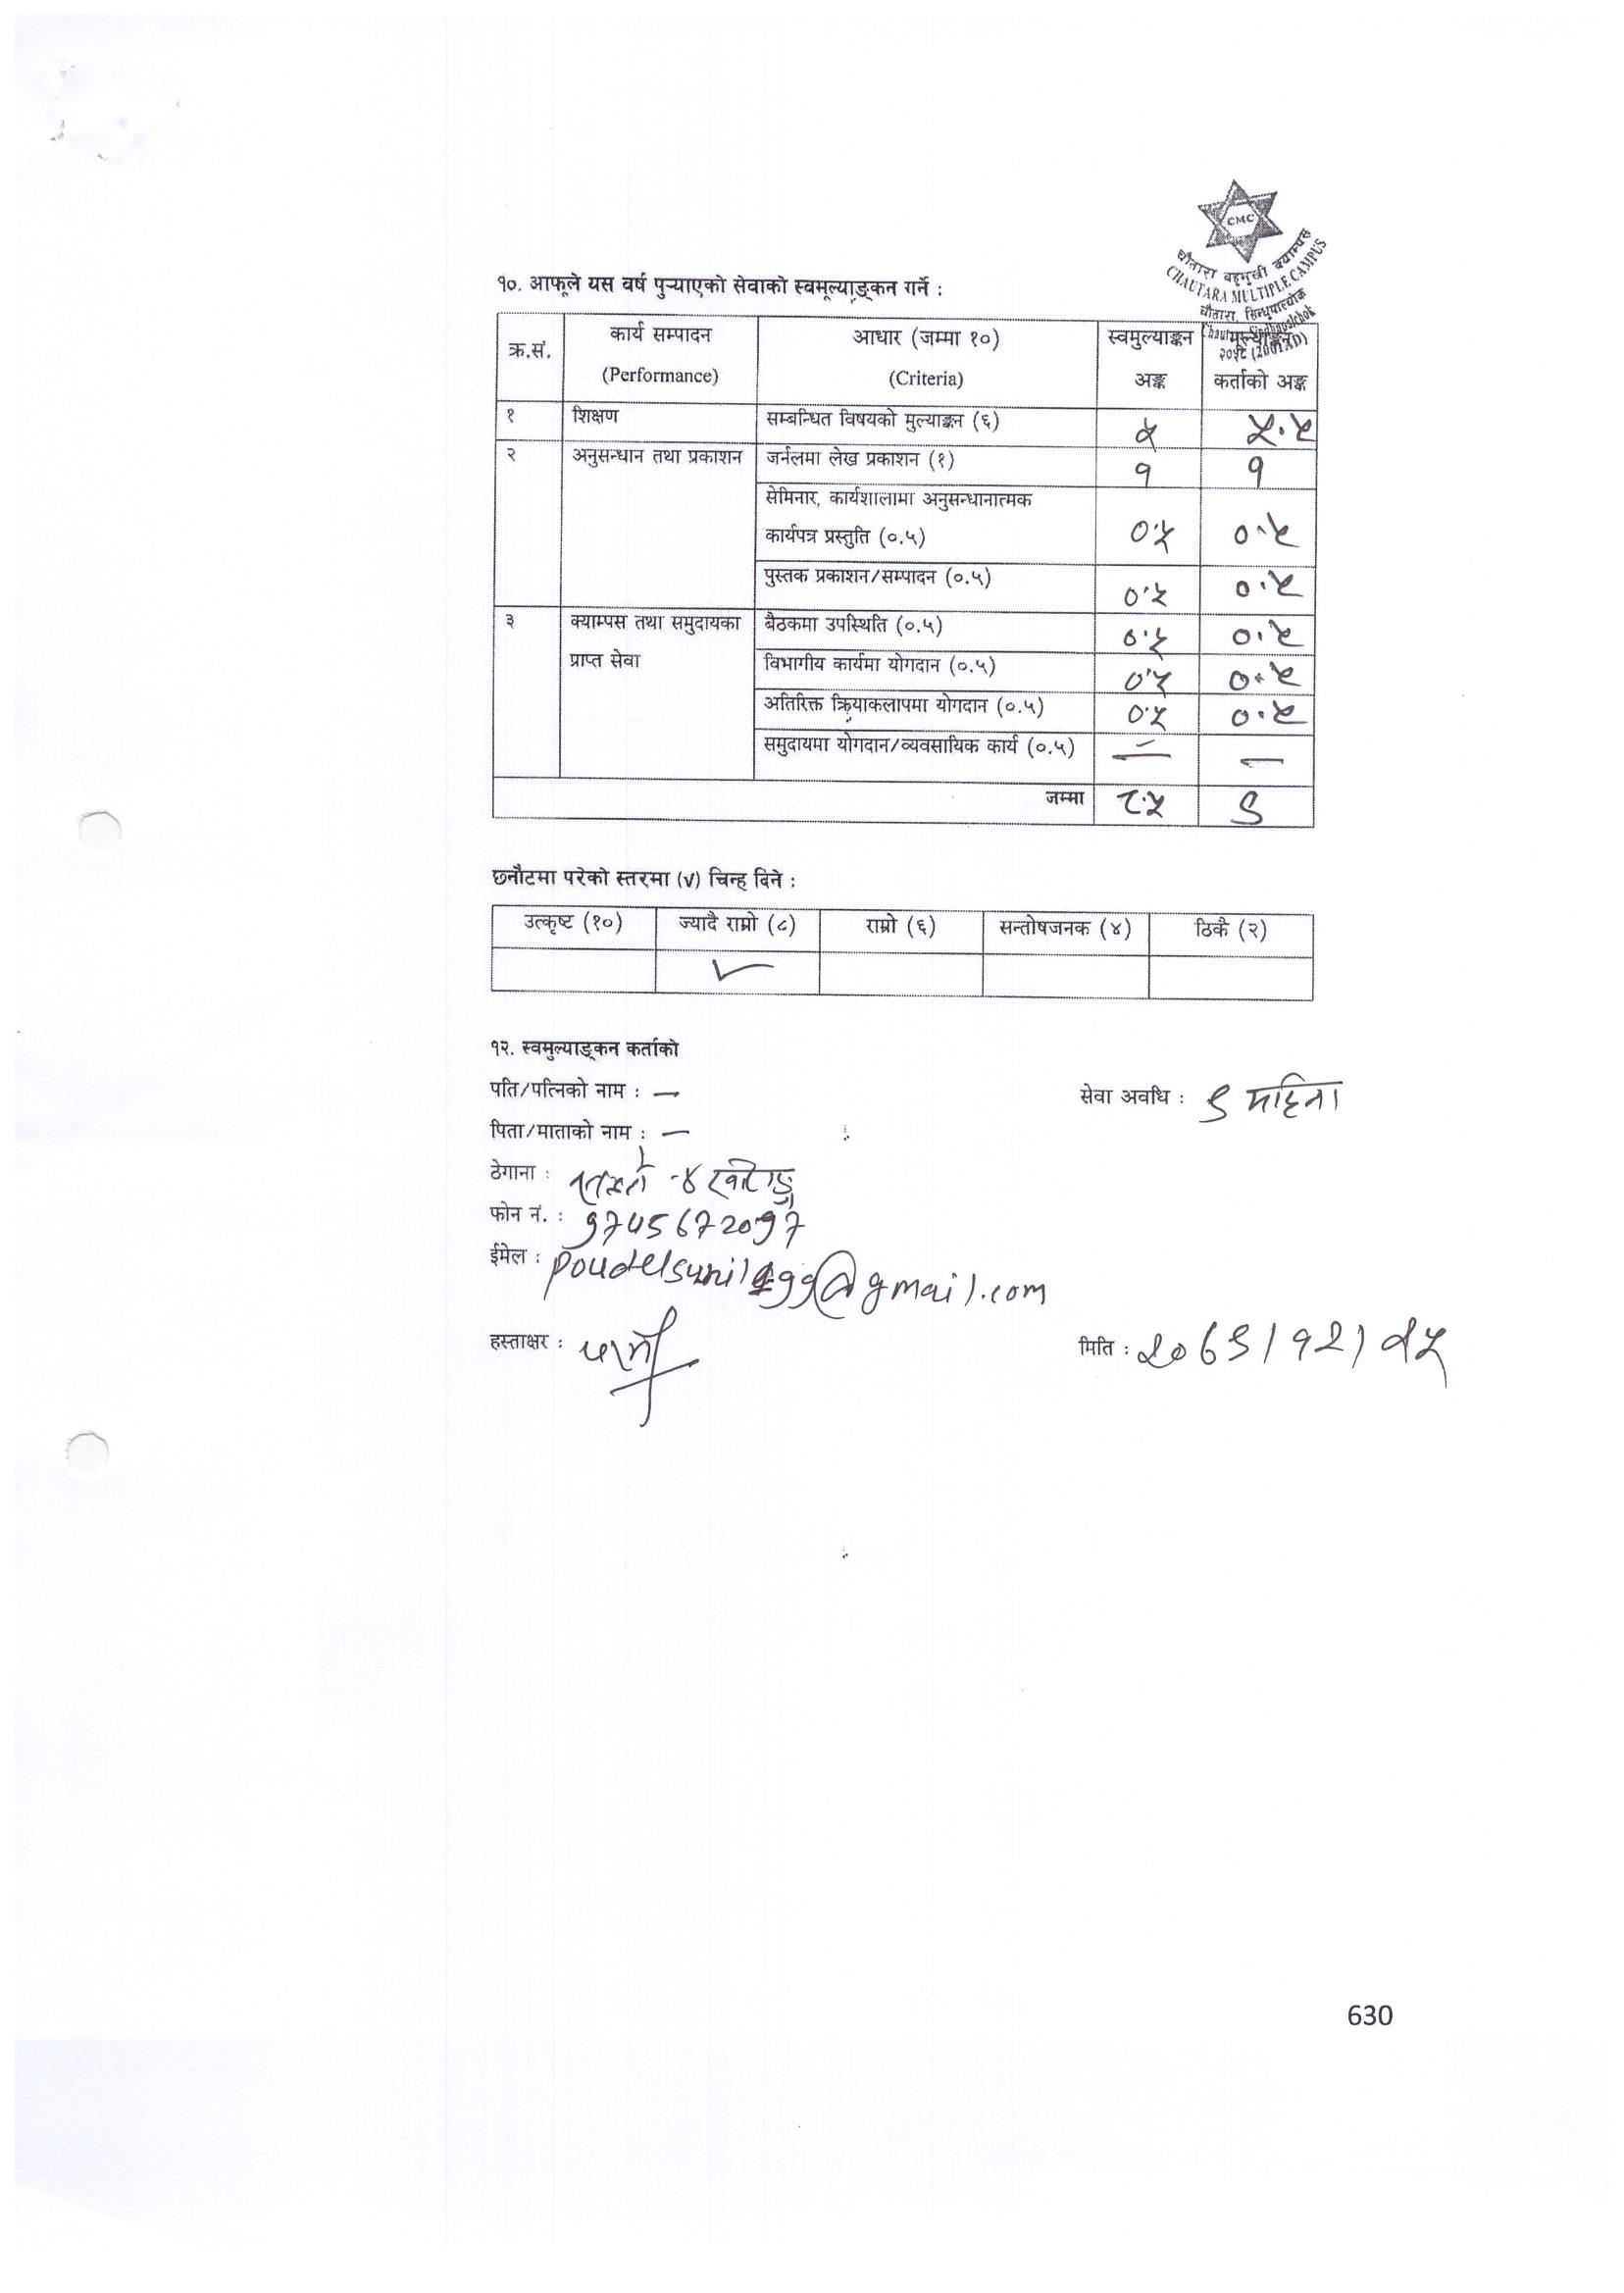 CMC
चौतारा बहुमुखी क्याम्पस
CHAUTARA MULTIPLE CAMPUS
चौतारा, सिन्धुपाल्चोक
Chautara, Sindhupalchok
२०५८ (2001AD)
१०. आफूले यस वर्ष पुऱ्याएको सेवाको स्वमूल्याङ्कन गर्ने :
क्र.सं. कार्य सम्पादन (Performance) आधार (जम्मा १०) (Criteria) स्वमुल्याङ्कन अङ्क मूल्याङ्कन कर्ताको अङ्क
१ शिक्षण सम्बन्धित विषयको मुल्याङ्कन (६) ५ ५.५
२ अनुसन्धान तथा प्रकाशन जर्नलमा लेख प्रकाशन (१) १ १
सेमिनार, कार्यशालामा अनुसन्धानात्मक
कार्यपत्र प्रस्तुति (०.५) ०.५ ०.५
पुस्तक प्रकाशन/सम्पादन (०.५) ०.५ ०.५
३ क्याम्पस तथा समुदायका बैठकमा उपस्थिति (०.५) ०.५ ०.५
प्राप्त सेवा विभागीय कार्यमा योगदान (०.५) ०.५ ०.५
अतिरिक्त क्रियाकलापमा योगदान (०.५) ०.५ ०.५
समुदायमा योगदान/व्यवसायिक कार्य (०.५) — —
जम्मा ८.५ ९
छनौटमा परेको स्तरमा (√) चिन्ह दिने :
उत्कृष्ट (१०) ज्यादै राम्रो (८) राम्रो (६) सन्तोषजनक (४) ठिकै (२)
✓
१२. स्वमुल्याङ्कन कर्ताको
पति/पत्निको नाम : — सेवा अवधि : ९ महिना
पिता/माताको नाम : —
ठेगाना :
फोन नं. :
ईमेल :
हस्ताक्षर : मिति : २०७९/१२/२५
630